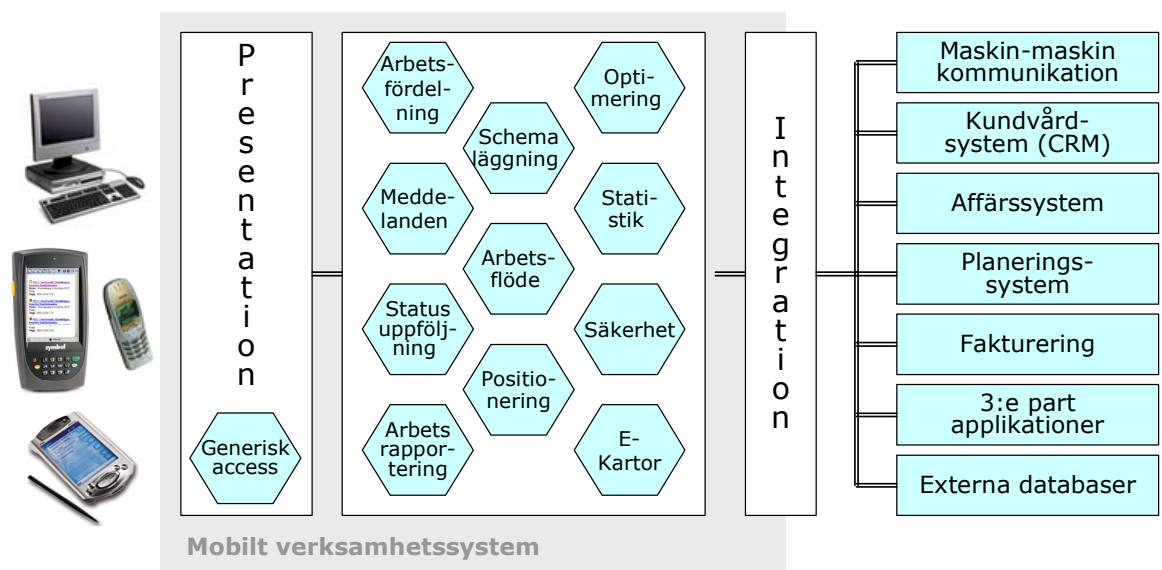 Presentation
Generisk
access
Arbets-
fördel-
ning
Opti-
mering
Schema
läggning
Medde-
landen
Stati-
stik
Arbets-
flöde
Status
uppfölj-
ning
Säkerhet
Positio-
nering
Arbets
rappor-
tering
E-
Kartor
Integration
Maskin-maskin
kommunikation
Kundvård-
system (CRM)
Affärssystem
Planerings-
system
Fakturering
3:e part
applikationer
Externa databaser
symbol
Mobilt verksamhetssystem